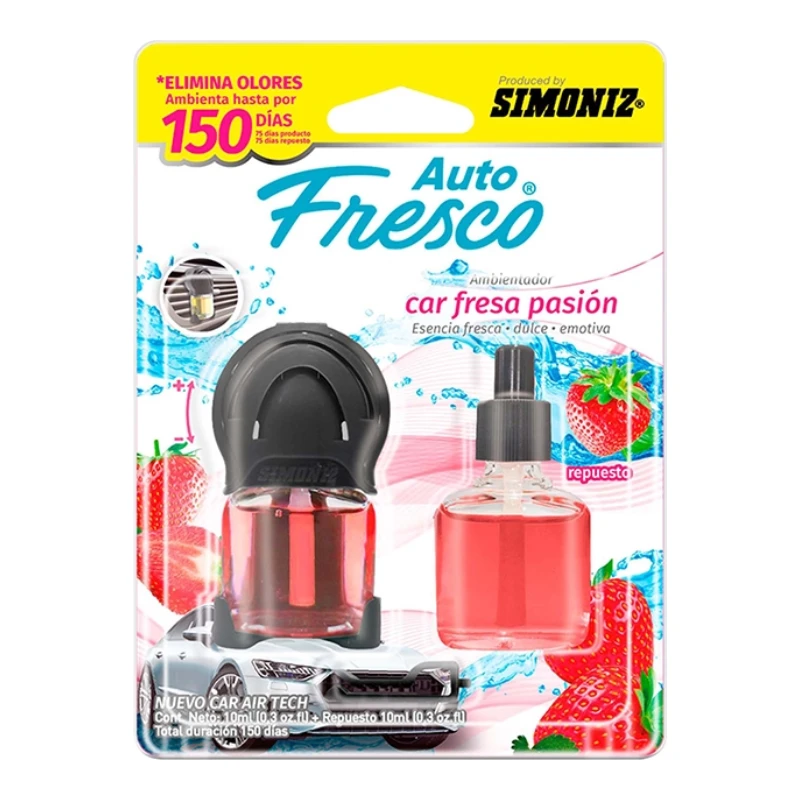 *ELIMINA OLORES
Ambienta hasta por
150 DÍAS
75 días producto
75 días repuesto
Produced by
SIMONIZ®
Auto
Fresco®
Ambientador
car fresa pasión
Esencia fresca • dulce • emotiva
+
-
SIMONIZ
repuesto
NUEVO CAR AIR TECH
Cont. Neto: 10ml (0,3 oz.fl) + Repuesto 10ml (0,3 oz.fl)
Total duración 150 días